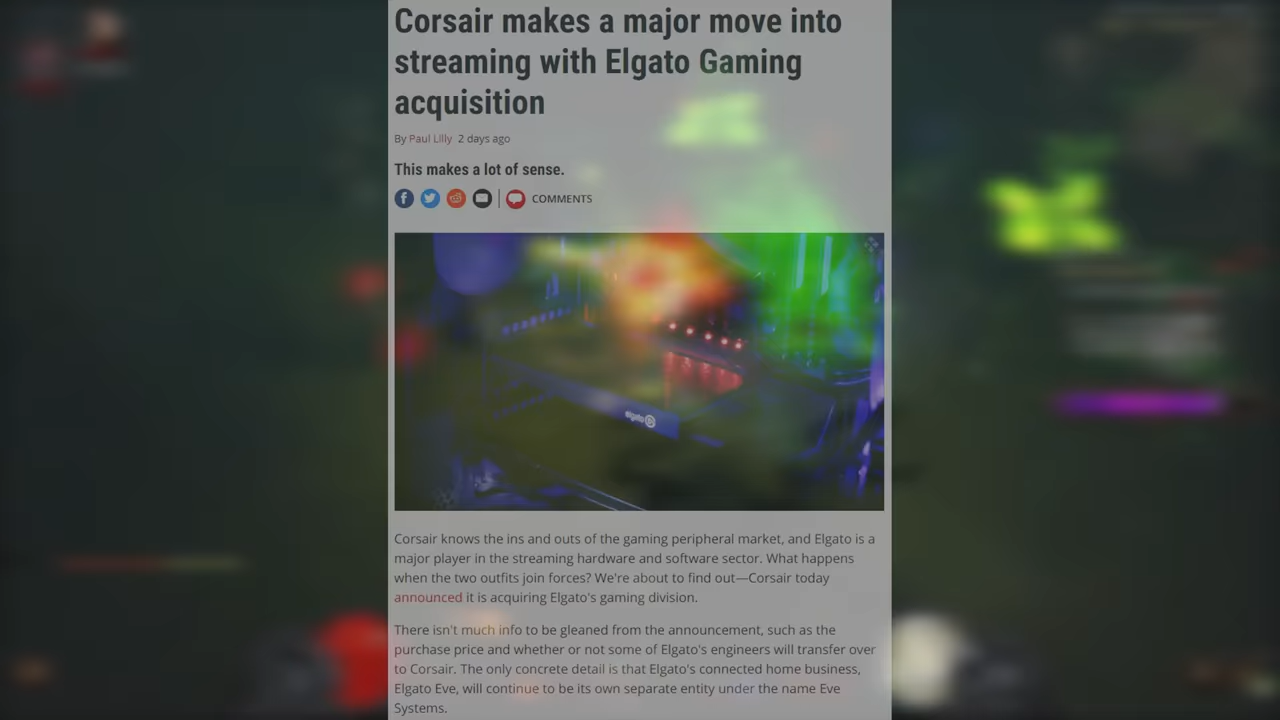 Corsair makes a major move into
streaming with Elgato Gaming
acquisition
By Paul Lilly 2 days ago
This makes a lot of sense.
COMMENTS
elgato
Corsair knows the ins and outs of the gaming peripheral market, and Elgato is a
major player in the streaming hardware and software sector. What happens
when the two outfits join forces? We're about to find out—Corsair today
announced it is acquiring Elgato's gaming division.
There isn't much info to be gleaned from the announcement, such as the
purchase price and whether or not some of Elgato's engineers will transfer over
to Corsair. The only concrete detail is that Elgato's connected home business,
Elgato Eve, will continue to be its own separate entity under the name Eve
Systems.